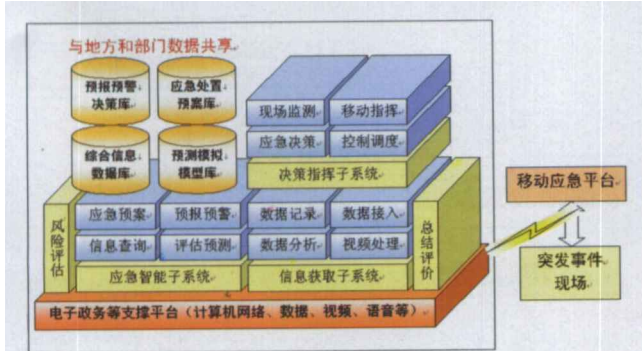 与地方和部门数据共享
预报预警
决策库
应急处置
预案库
综合信息
数据库
预测模拟
模型库
现场监测
移动指挥
应急决策
控制调度
决策指挥子系统
风险评估
应急预案
预报预警
数据记录
数据接入
信息查询
评估预测
数据分析
视频处理
应急智能子系统
信息获取子系统
总结评价
电子政务等支撑平台（计算机网络、数据、视频、语音等）
移动应急平台
突发事件
现场